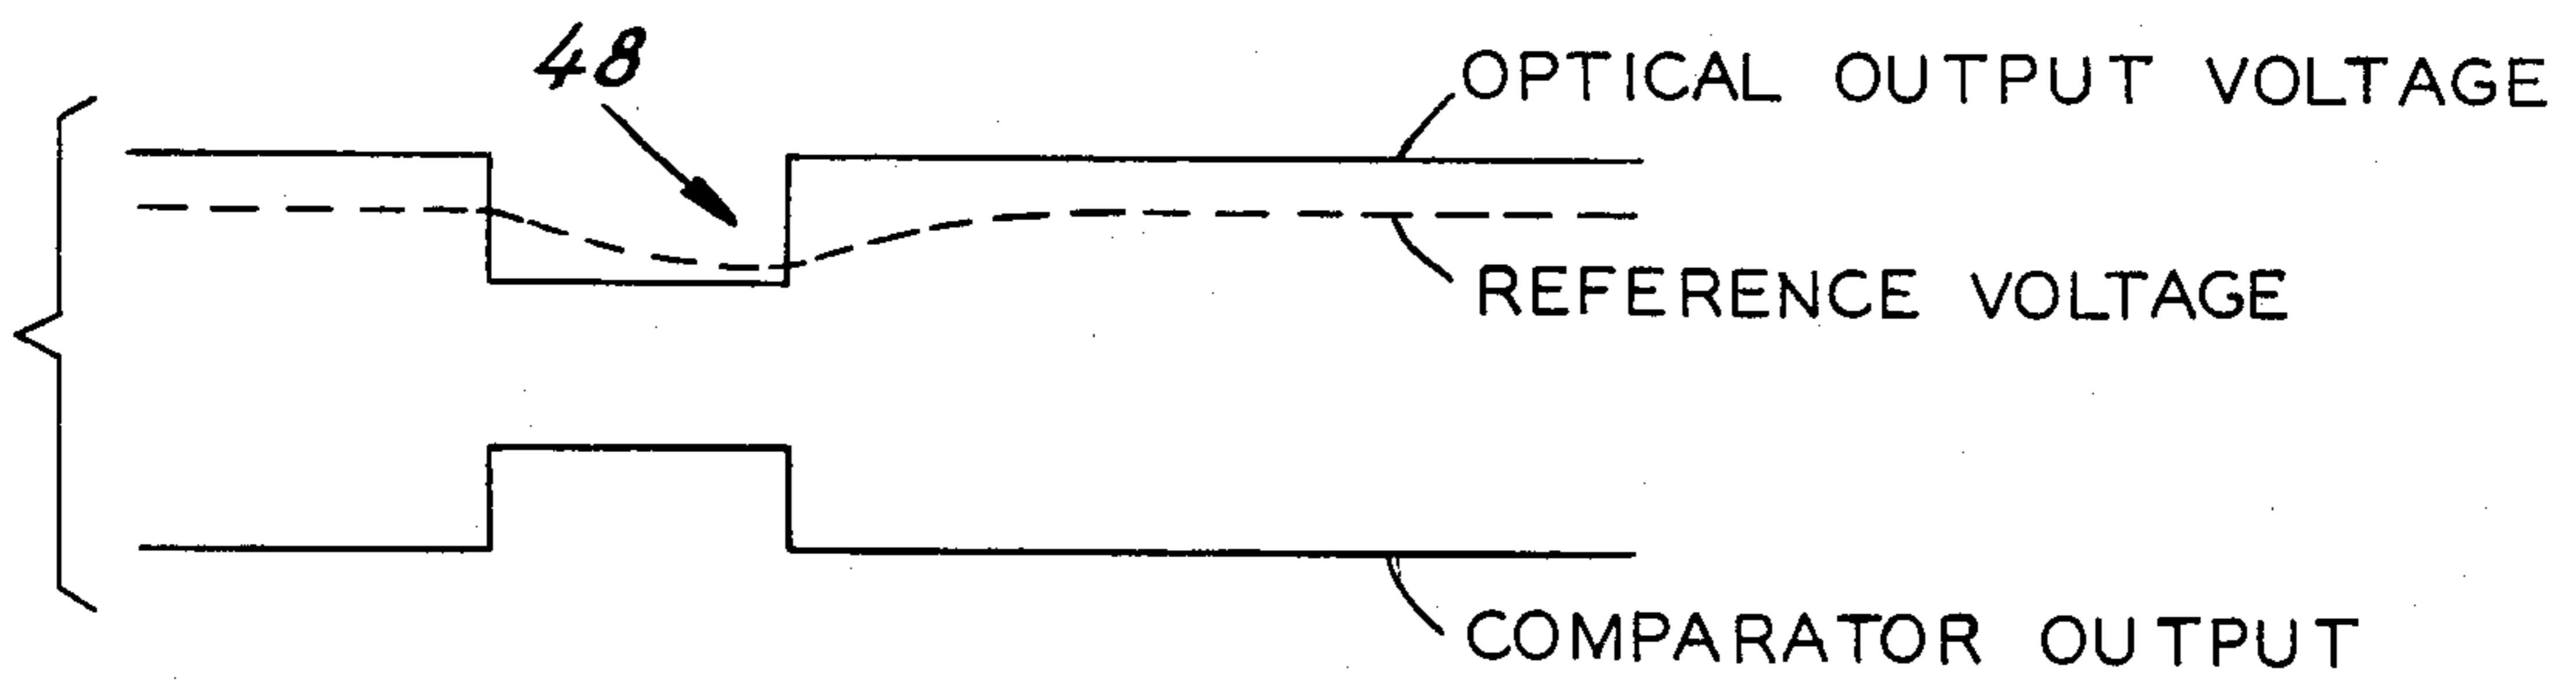 48
OPTICAL OUTPUT VOLTAGE
REFERENCE VOLTAGE
COMPARATOR OUTPUT